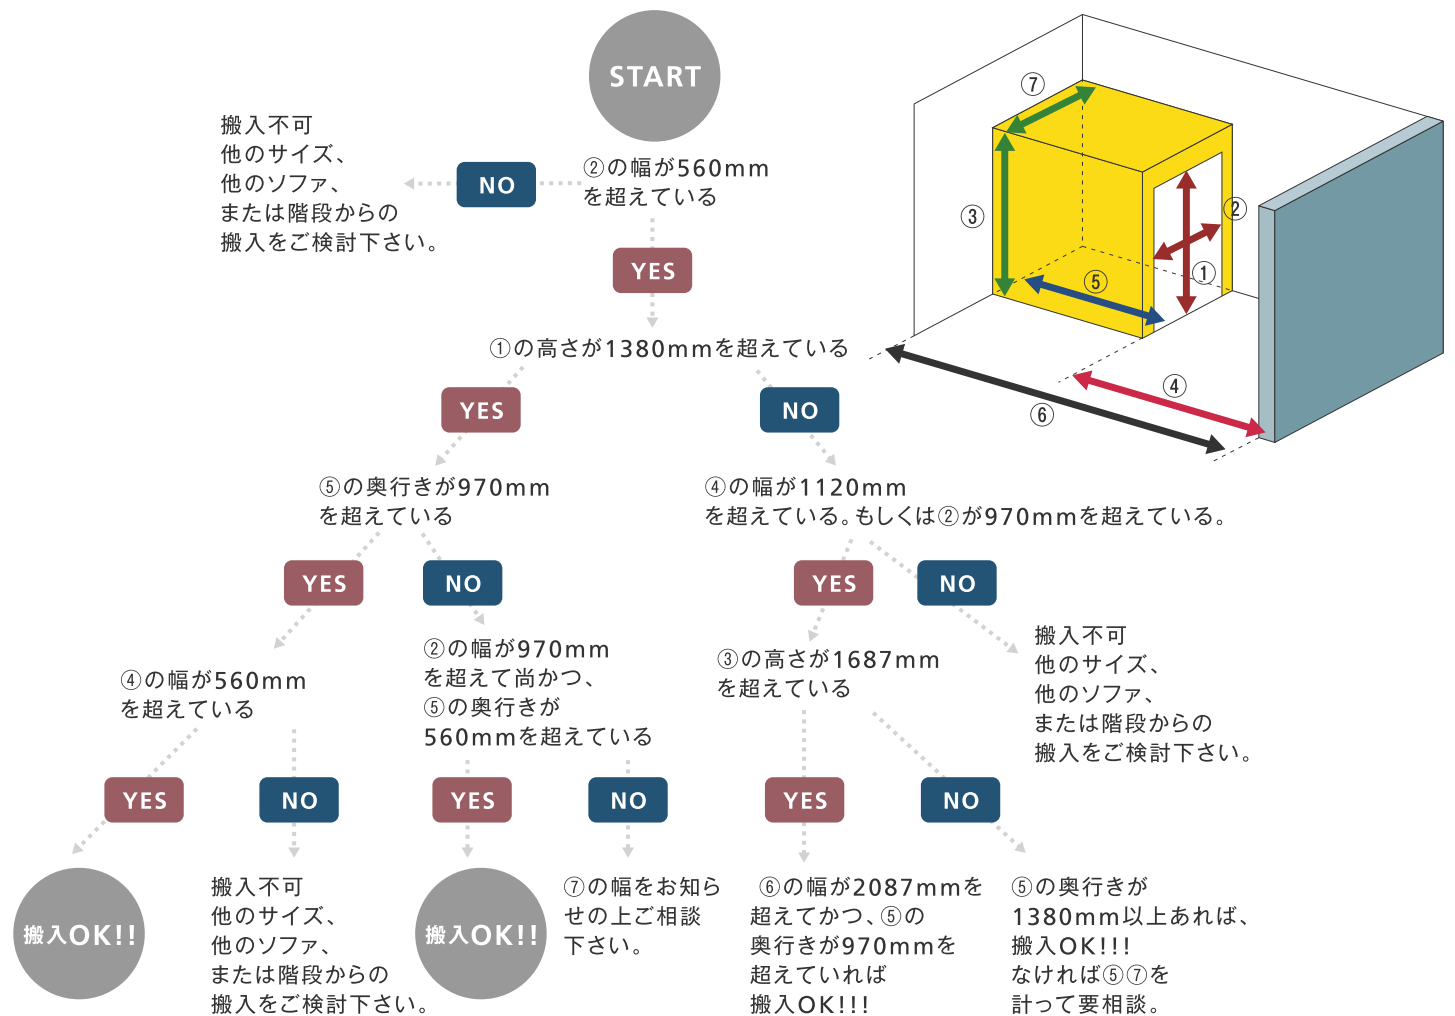 START
搬入不可
他のサイズ、
他のソファ、
または階段からの
搬入をご検討下さい。
NO
②の幅が560mm
を超えている
YES
①の高さが1380mmを超えている
YES
NO
⑤の奥行きが970mm
を超えている
④の幅が1120mm
を超えている。もしくは②が970mmを超えている。
YES
NO
YES
NO
④の幅が560mm
を超えている
②の幅が970mm
を超えて尚かつ、
⑤の奥行きが
560mmを超えている
③の高さが1687mm
を超えている
搬入不可
他のサイズ、
他のソファ、
または階段からの
搬入をご検討下さい。
YES
NO
YES
NO
YES
NO
搬入OK!!
搬入不可
他のサイズ、
他のソファ、
または階段からの
搬入をご検討下さい。
搬入OK!!
⑦の幅をお知ら
せの上ご相談
下さい。
⑥の幅が2087mmを
超えてかつ、⑤の
奥行きが970mmを
超えていれば
搬入OK!!!
⑤の奥行きが
1380mm以上あれば、
搬入OK!!!
なければ⑤⑦を
計って要相談。
⑦
③
②
①
⑤
④
⑥